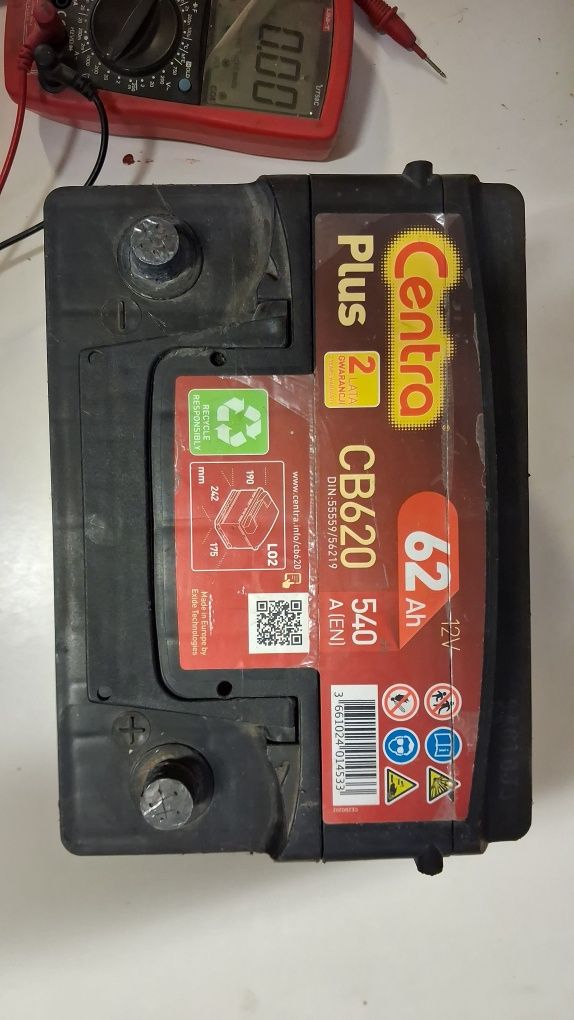 Centra
Plus
2
LATA
GWARANCJI
CB620
DIN:55559/56219
62 Ah
12V
540
A (EN)
RECYCLE
RESPONSIBLY
www.centra.info/cb620
L02
190
242
175
mm
Made in Europe by
Exide Technologies
3 661024 014533
+
−
0.00
UT58C